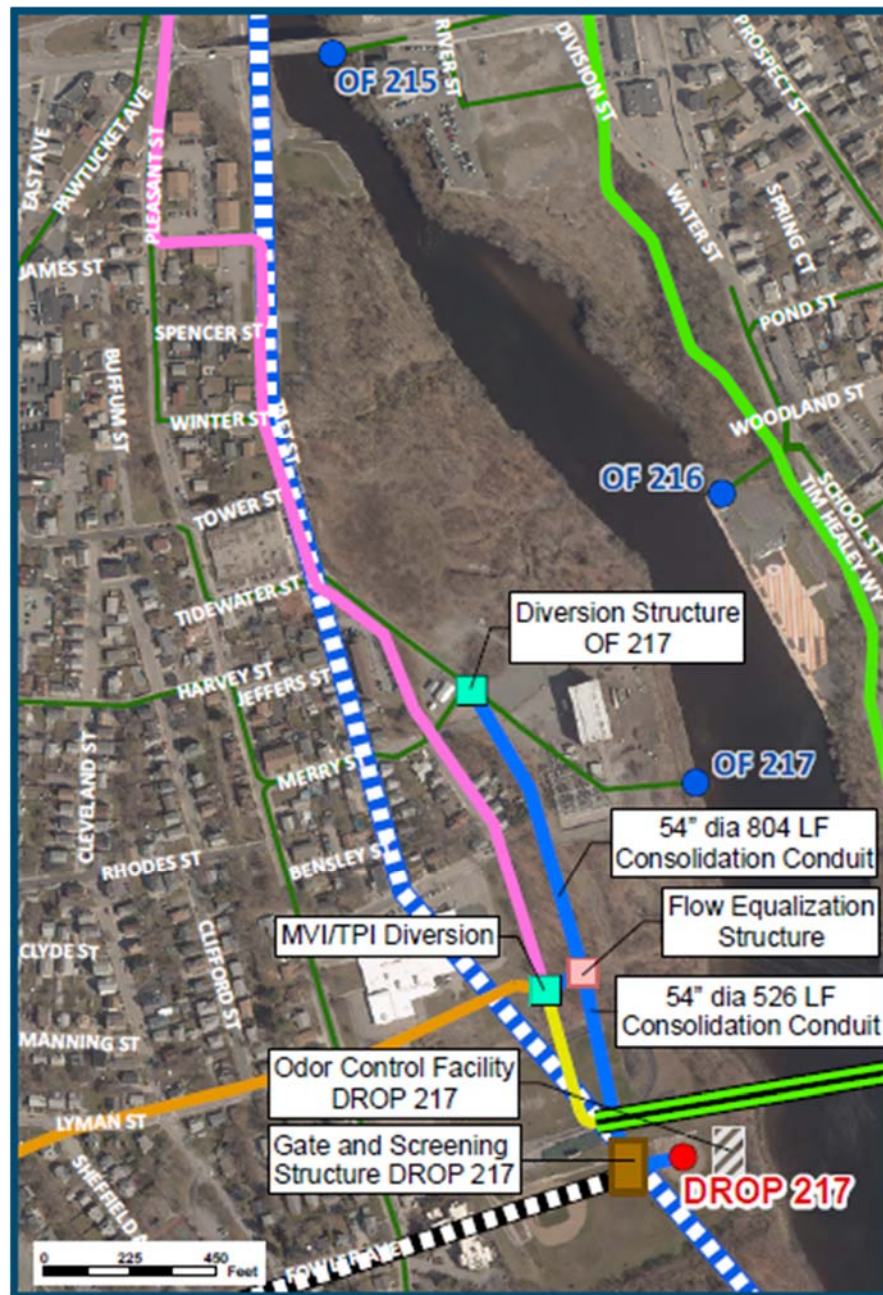 OF 215
RIVER ST
DIVISION ST
PROSPECT ST
EAST AVE
PAWTUCKET AVE
PLEASANT ST
WATER ST
SPRING CT
JAMES ST
POND ST
SPENCER ST
BUFFUM ST
WINTER ST
TAFT ST
WOODLAND ST
OF 216
SCHOOL ST
TIM HEALEY WY
TOWER ST
TIDEWATER ST
Diversion Structure
OF 217
HARVEY ST
JEFFERS ST
MERRY ST
OF 217
CLEVELAND ST
54" dia 804 LF
Consolidation Conduit
RHODES ST
BENSLEY ST
MVI/TPI Diversion
Flow Equalization
Structure
CLYDE ST
CLIFFORD ST
54" dia 526 LF
Consolidation Conduit
MANNING ST
Odor Control Facility
DROP 217
LYMAN ST
Gate and Screening
Structure DROP 217
DROP 217
SHEFFIELD A
FOWLER AVE
0 225 450
Feet